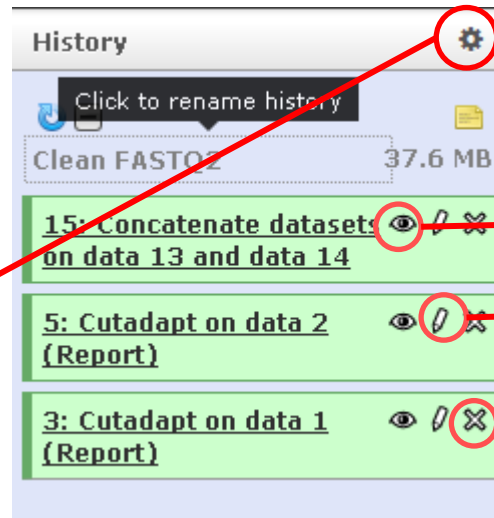 History
Click to rename history
Clean FASTQ2 37.6 MB
15: Concatenate datasets
on data 13 and data 14
5: Cutadapt on data 2
(Report)
3: Cutadapt on data 1
(Report)